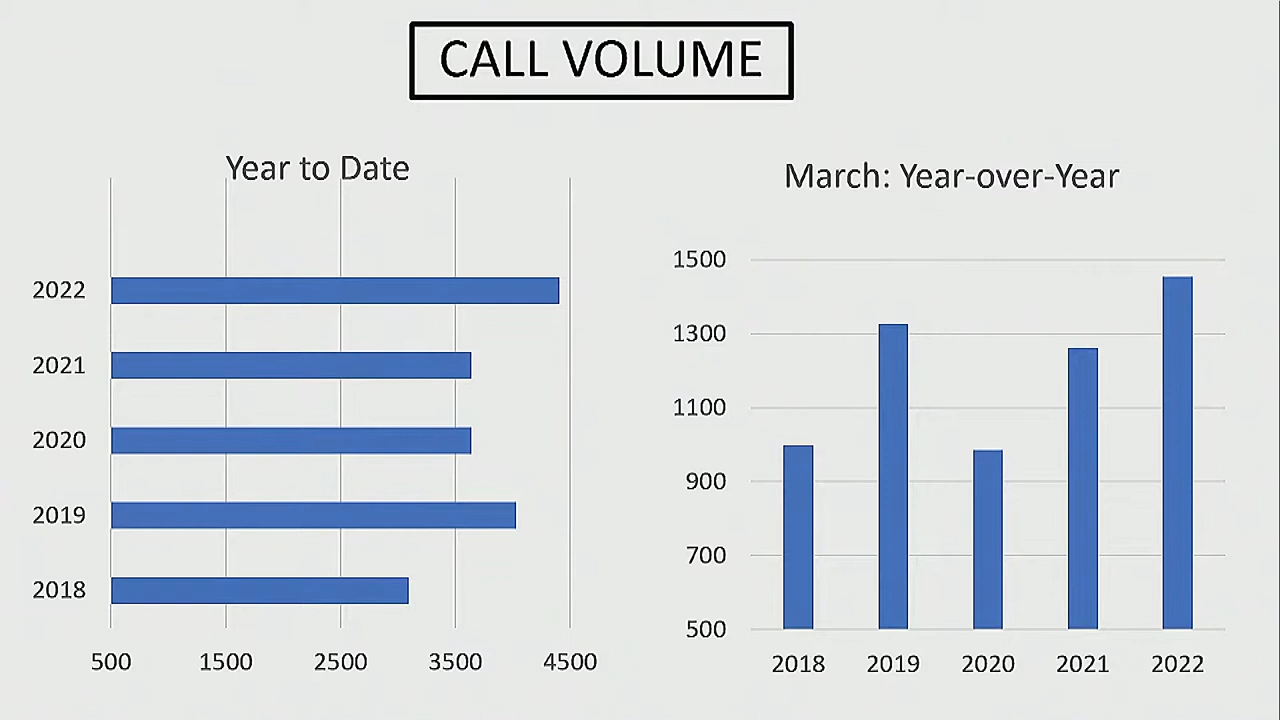 CALL VOLUME
Year to Date
2022
2021
2020
2019
2018
500 1500 2500 3500 4500
March: Year-over-Year
1500
1300
1100
900
700
500
2018 2019 2020 2021 2022